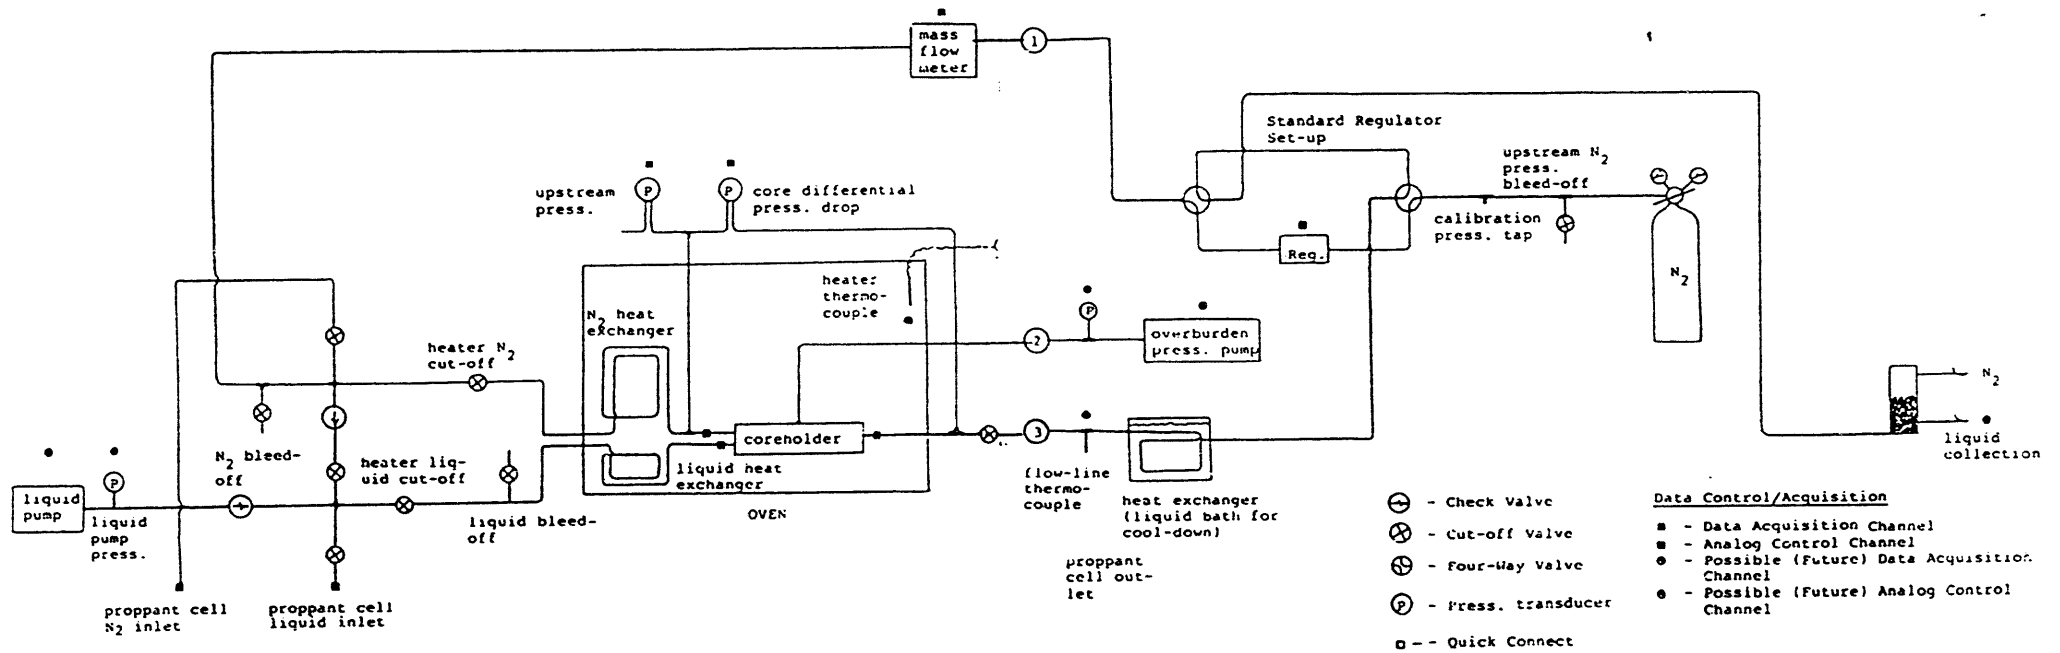 mass
flow
meter
1
Standard Regulator
Set-up
upstream N2
press.
bleed-off
upstream
press.
P
P
core differential
press. drop
calibration
press. tap
Reg.
N2
heater
thermo-
couple
N2 heat
exchanger
P
overburden
press. pump
2
heater N2
cut-off
N2
coreholder
3
liquid
collection
N2 bleed-
off
heater liq-
uid cut-off
liquid heat
exchanger
flow-line
thermo-
couple
P
liquid
pump
liquid
pump
press.
liquid bleed-
off
OVEN
heat exchanger
(liquid bath for
cool-down)
proppant
cell out-
let
proppant cell
N2 inlet
proppant cell
liquid inlet
- Check Valve
- Cut-off Valve
- Four-Way Valve
P - Press. transducer
- - Quick Connect
Data Control/Acquisition
- Data Acquisition Channel
- Analog Control Channel
- Possible (Future) Data Acquisition
Channel
- Possible (Future) Analog Control
Channel